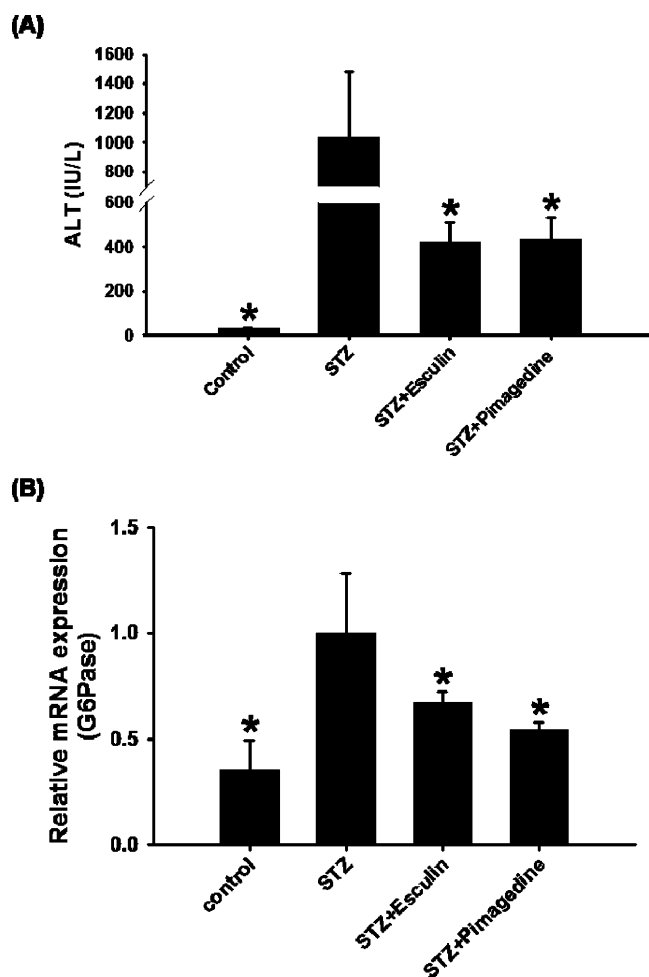 (A)
1600
1400
1200
1000
800
600
400
200
0
ALT (IU/L)
*
*
*
Control
STZ
STZ+Esculin
STZ+Pimagedine
(B)
1.5
1.0
0.5
0.0
Relative mRNA expression
(G6Pase)
*
*
*
control
STZ
STZ+Esculin
STZ+Pimagedine